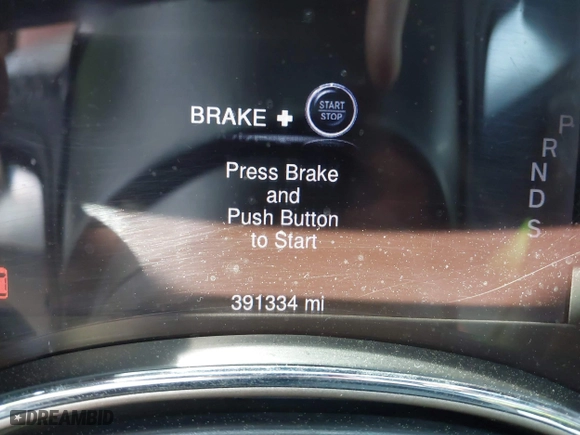 BRAKE + START
STOP
Press Brake
and
Push Button
to Start
P
R
N
D
S
391334 mi
DREAMBID